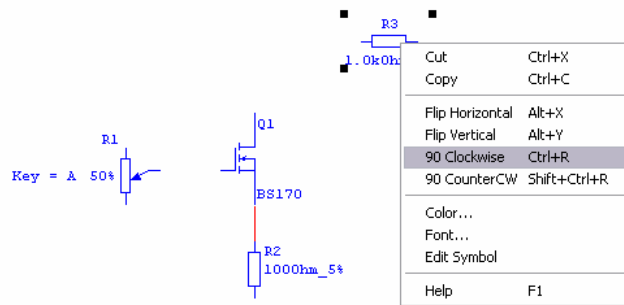 R3
1.0kOh
Cut Ctrl+X
Copy Ctrl+C
Flip Horizontal Alt+X
Flip Vertical Alt+Y
90 Clockwise Ctrl+R
90 CounterCW Shift+Ctrl+R
Color...
Font...
Edit Symbol
Help F1
Q1
R1
Key = A 50%
BS170
R2
100Ohm_5%